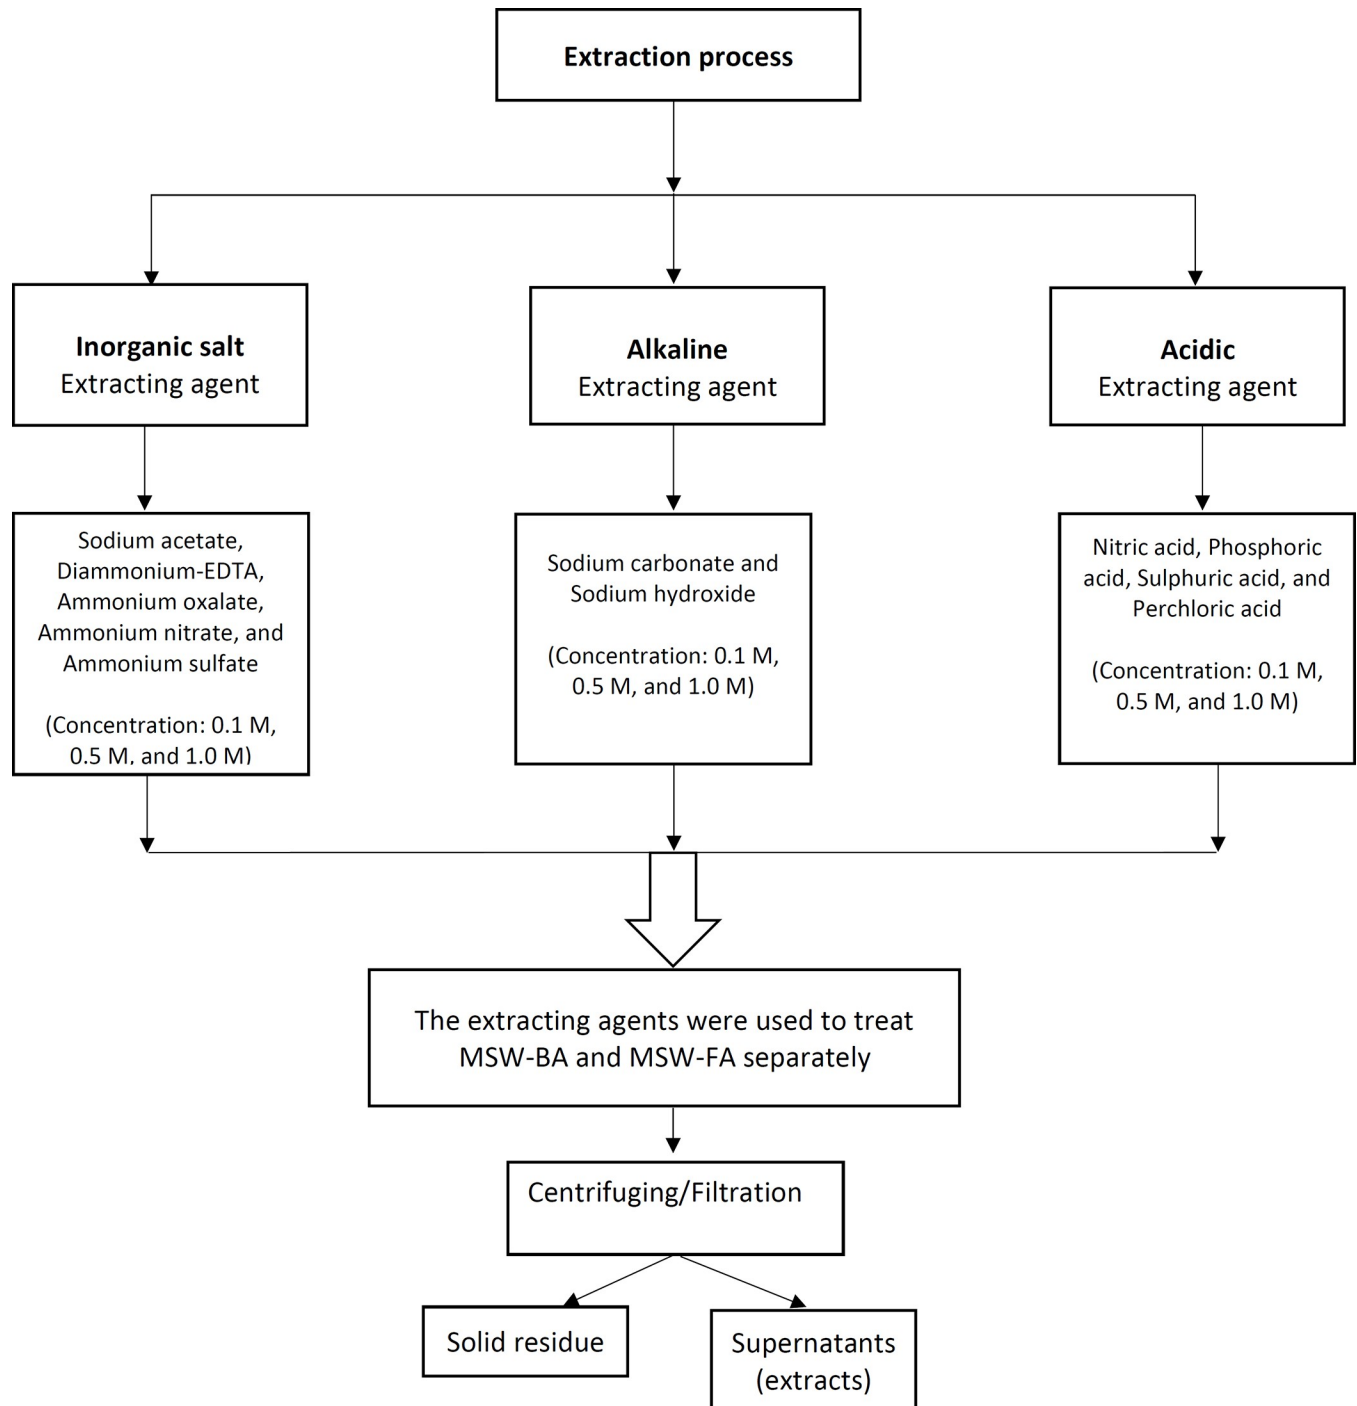 Extraction process
Inorganic salt
Extracting agent
Alkaline
Extracting agent
Acidic
Extracting agent
Sodium acetate,
Diammonium-EDTA,
Ammonium oxalate,
Ammonium nitrate, and
Ammonium sulfate
(Concentration: 0.1 M,
0.5 M, and 1.0 M)
Sodium carbonate and
Sodium hydroxide
(Concentration: 0.1 M,
0.5 M, and 1.0 M)
Nitric acid, Phosphoric
acid, Sulphuric acid, and
Perchloric acid
(Concentration: 0.1 M,
0.5 M, and 1.0 M)
The extracting agents were used to treat
MSW-BA and MSW-FA separately
Centrifuging/Filtration
Solid residue
Supernatants
(extracts)